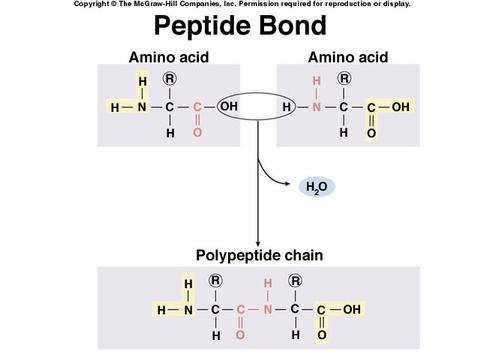 Copyright © The McGraw-Hill Companies, Inc. Permission required for reproduction or display.
Peptide Bond
Amino acid Amino acid
H R H R
H N C C OH H N C C OH
H O H O
H₂O
Polypeptide chain
H R H R
H N C C N C C OH
H O H O